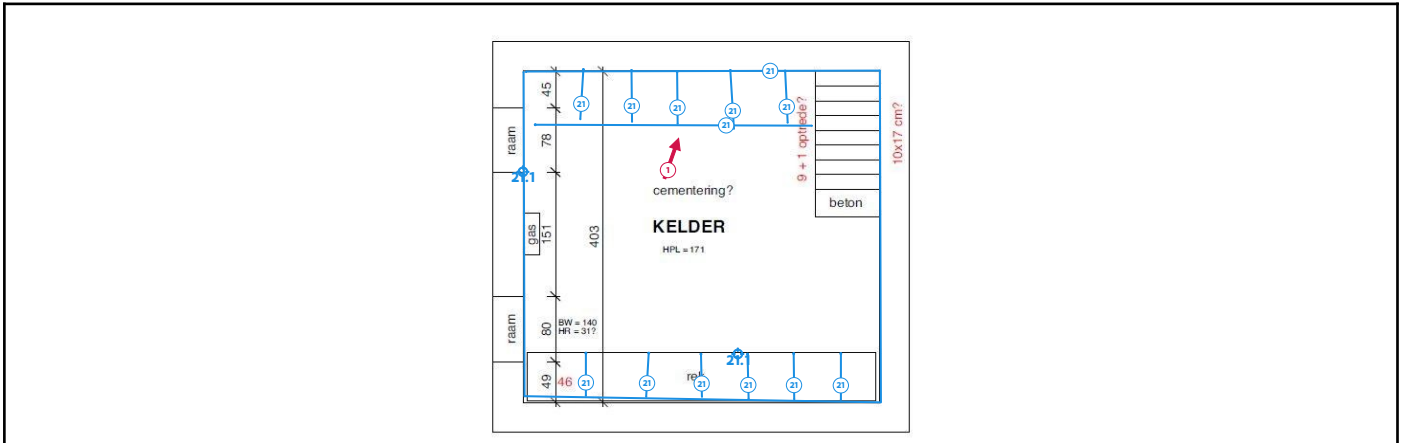 21
45
21 21 21 21 21
21
raam
78
9 + 1 optrede?
10x17 cm?
1
21.1
cementering?
beton
gas
151
403
KELDER
HPL = 171
raam
80
BW = 140
HR = 31?
21.1
49
46
21 21 21 21 21 21